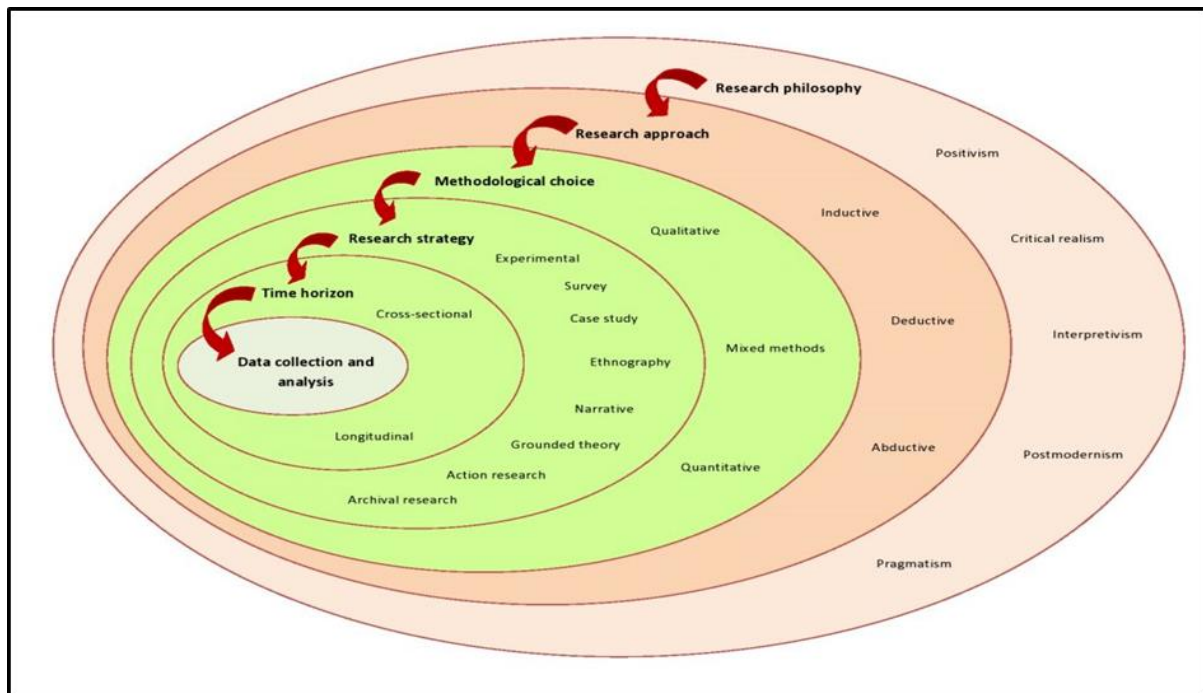 Research philosophy
Research approach
Positivism
Methodological choice
Inductive
Qualitative
Research strategy
Critical realism
Experimental
Survey
Time horizon
Cross-sectional
Case study
Deductive
Interpretivism
Mixed methods
Data collection and
analysis
Ethnography
Narrative
Longitudinal
Grounded theory
Abductive
Postmodernism
Quantitative
Action research
Archival research
Pragmatism